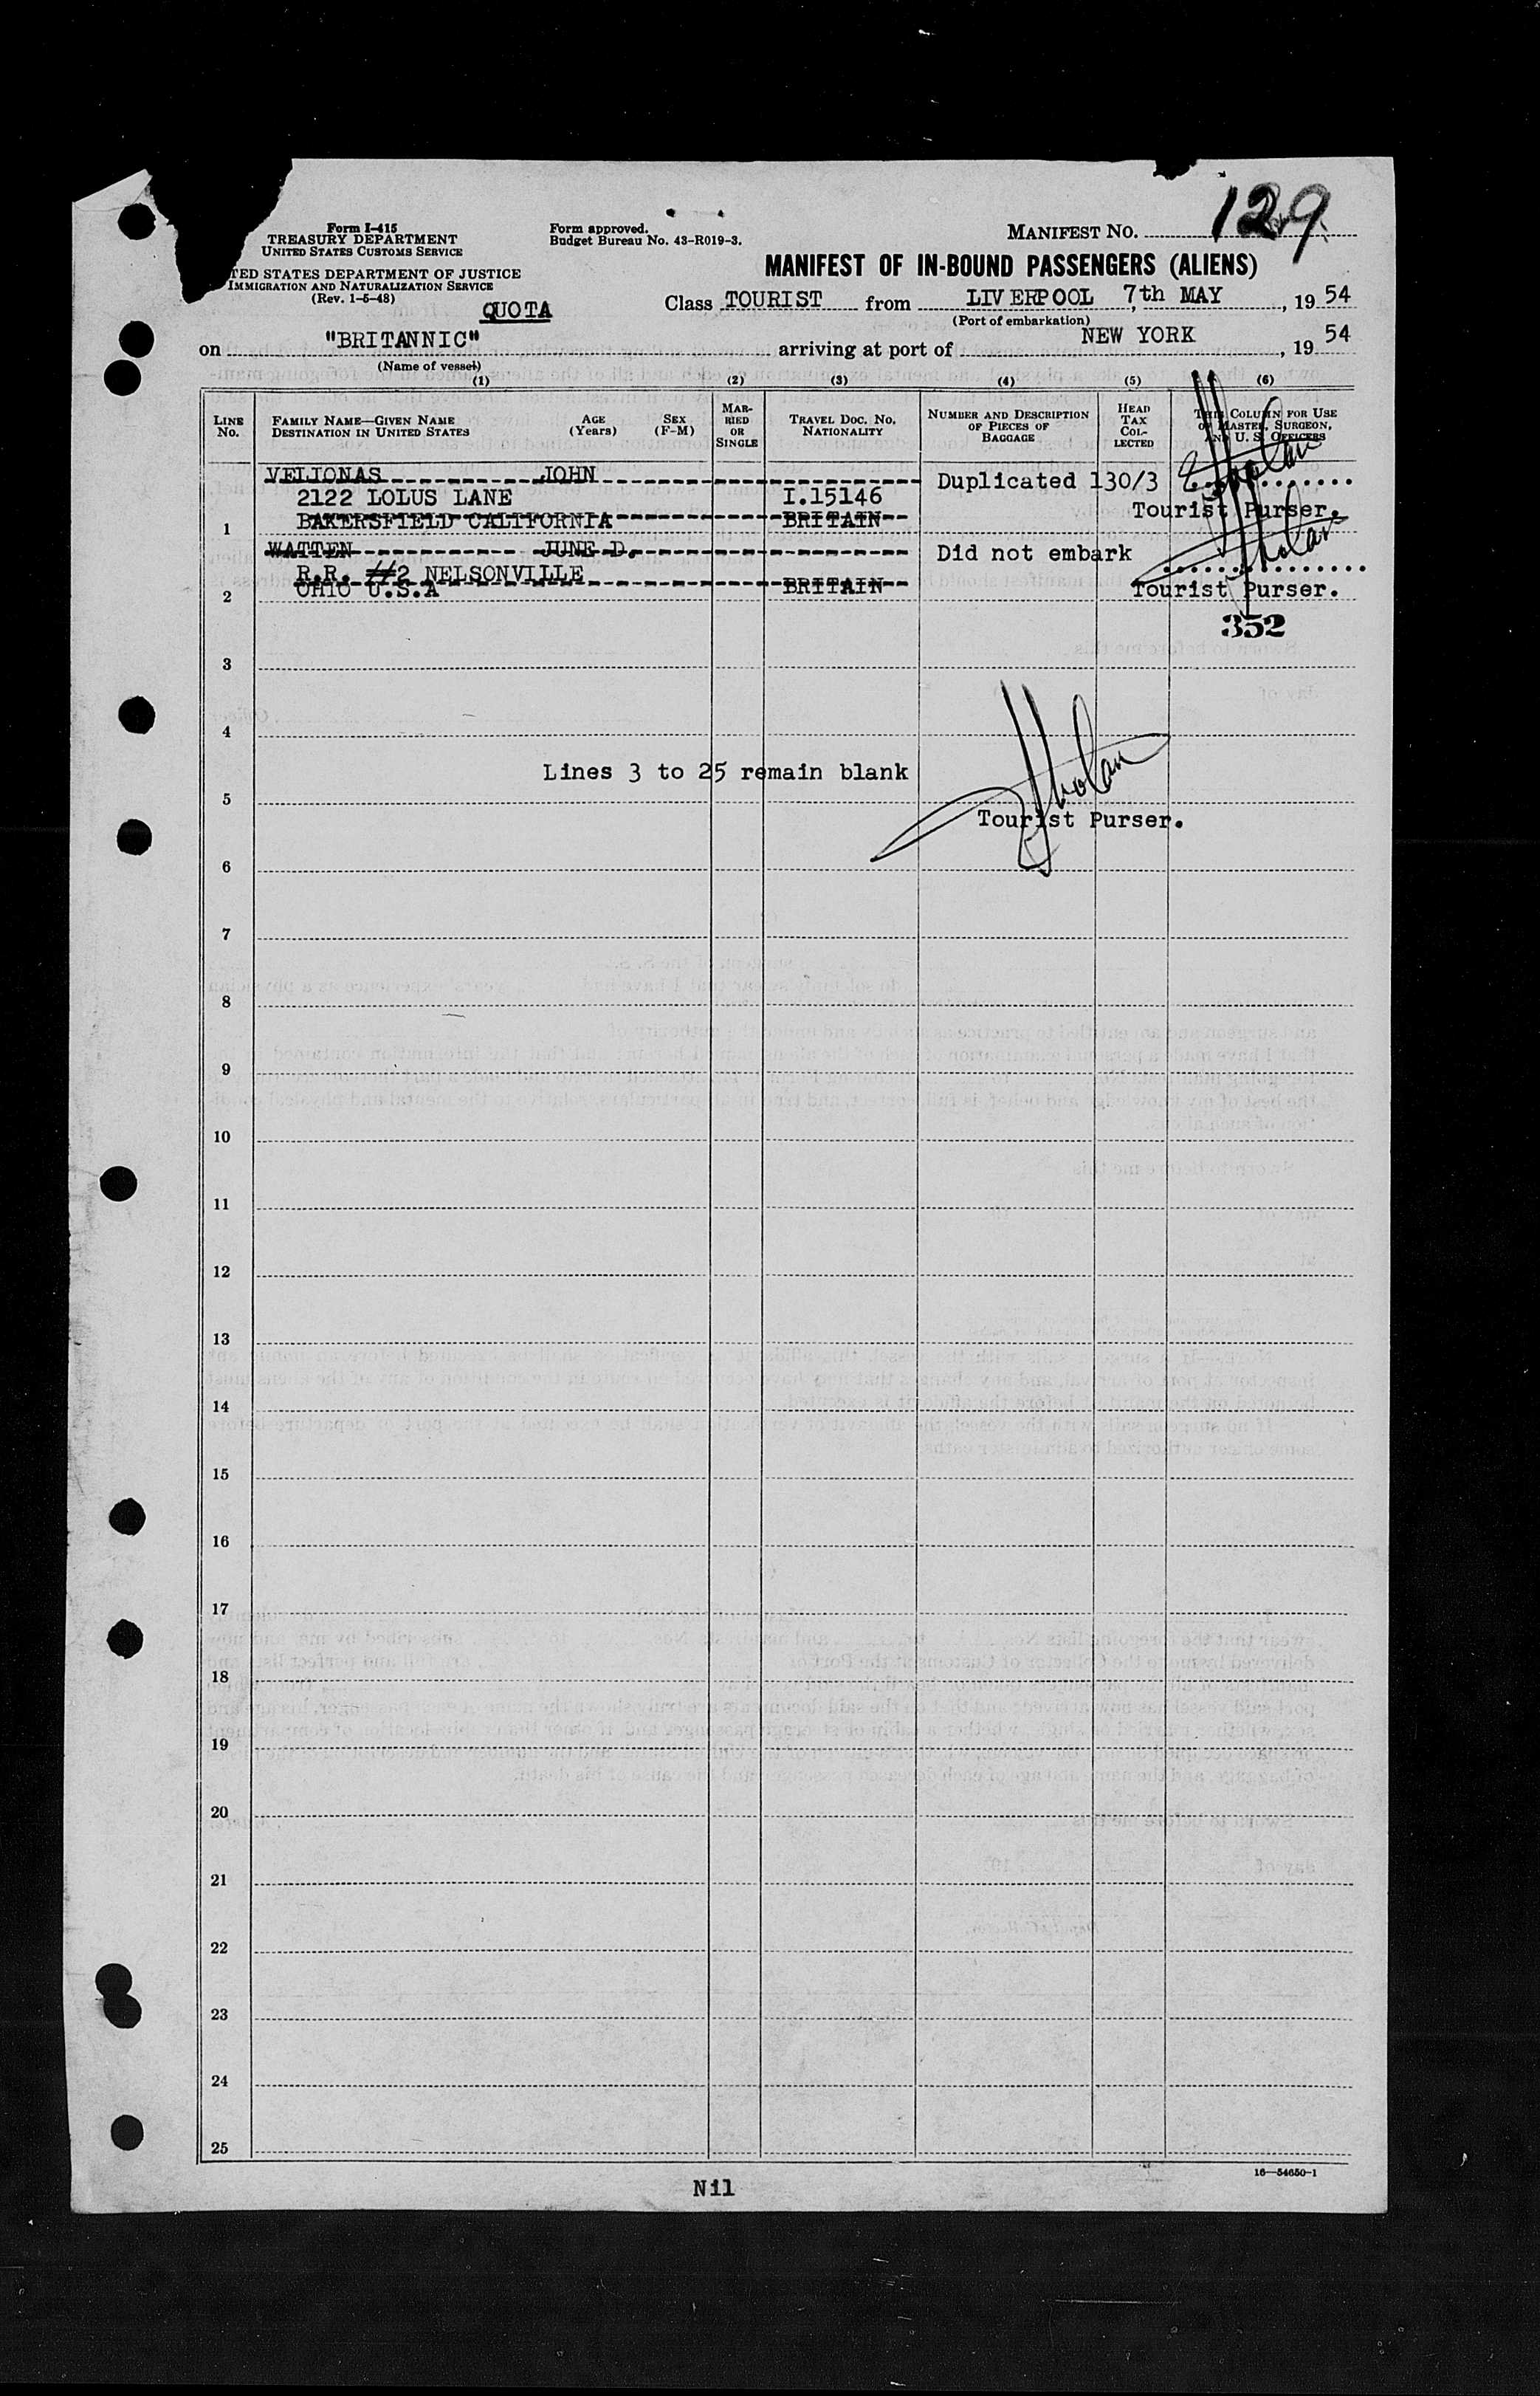 129
Form I-415
TREASURY DEPARTMENT
UNITED STATES CUSTOMS SERVICE
Form approved.
Budget Bureau No. 43-R019-3.
MANIFEST NO.
TED STATES DEPARTMENT OF JUSTICE
IMMIGRATION AND NATURALIZATION SERVICE
(Rev. 1-5-48)
MANIFEST OF IN-BOUND PASSENGERS (ALIENS)
QUOTA
Class TOURIST from LIVERPOOL 7th MAY, 19 54
(Port of embarkation)
on "BRITANNIC" arriving at port of NEW YORK, 19 54
(Name of vessel)
(1) (2) (3) (4) (5) (6)
LINE No.
FAMILY NAME—GIVEN NAME
DESTINATION IN UNITED STATES
AGE (Years)
SEX (F-M)
MARRIED OR SINGLE
TRAVEL DOC. NO. NATIONALITY
NUMBER AND DESCRIPTION OF PIECES OF BAGGAGE
HEAD TAX COLLECTED
THIS COLUMN FOR USE OF MASTER, SURGEON, AND U. S. OFFICERS
VELIONAS JOHN Duplicated 130/3
2122 LOLUS LANE I.15146 Tourist Purser.
1 BAKERSFIELD CALIFORNIA BRITAIN
WATTEN JUNE D. Did not embark
R.R. #2 NELSONVILLE
2 OHIO U.S.A BRITAIN Tourist Purser.
352
3
4
Lines 3 to 25 remain blank
5
Tourist Purser.
6
7
8
9
10
11
12
13
14
15
16
17
18
19
20
21
22
23
24
25
Nil
16—54650-1